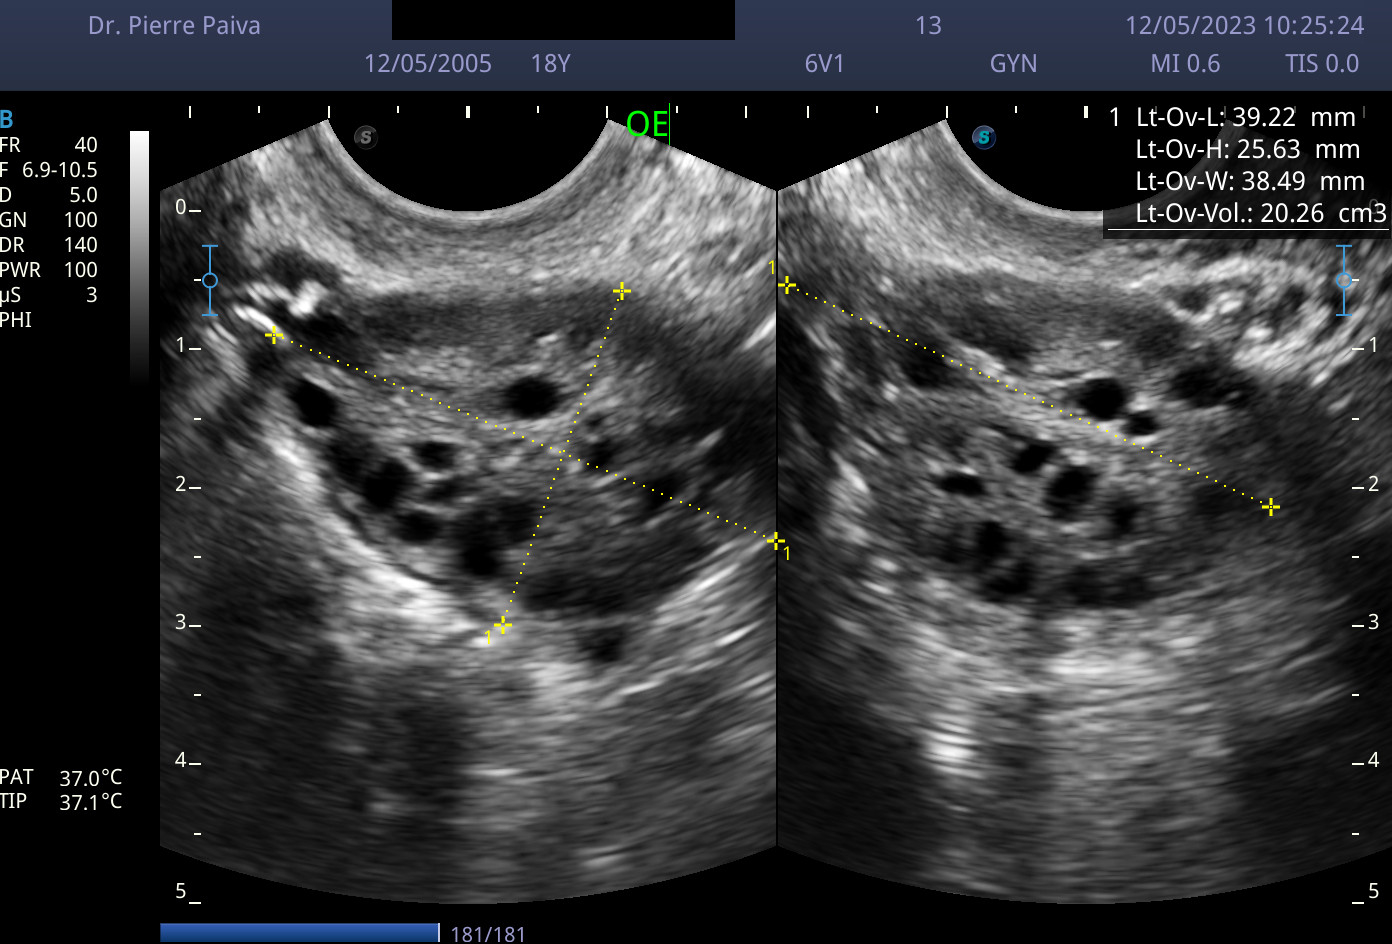 Dr. Pierre Paiva
13
12/05/2023 10:25:24
12/05/2005 18Y
6V1
GYN
MI 0.6
TIS 0.0
B
FR 40
F 6.9-10.5
D 5.0
GN 100
DR 140
PWR 100
µS 3
PHI
OE
S
S
1 Lt-Ov-L: 39.22 mm
Lt-Ov-H: 25.63 mm
Lt-Ov-W: 38.49 mm
Lt-Ov-Vol.: 20.26 cm3
0
0
1
1
1
1
2
2
1
3
3
1
4
4
PAT 37.0°C
TIP 37.1°C
5
5
181/181